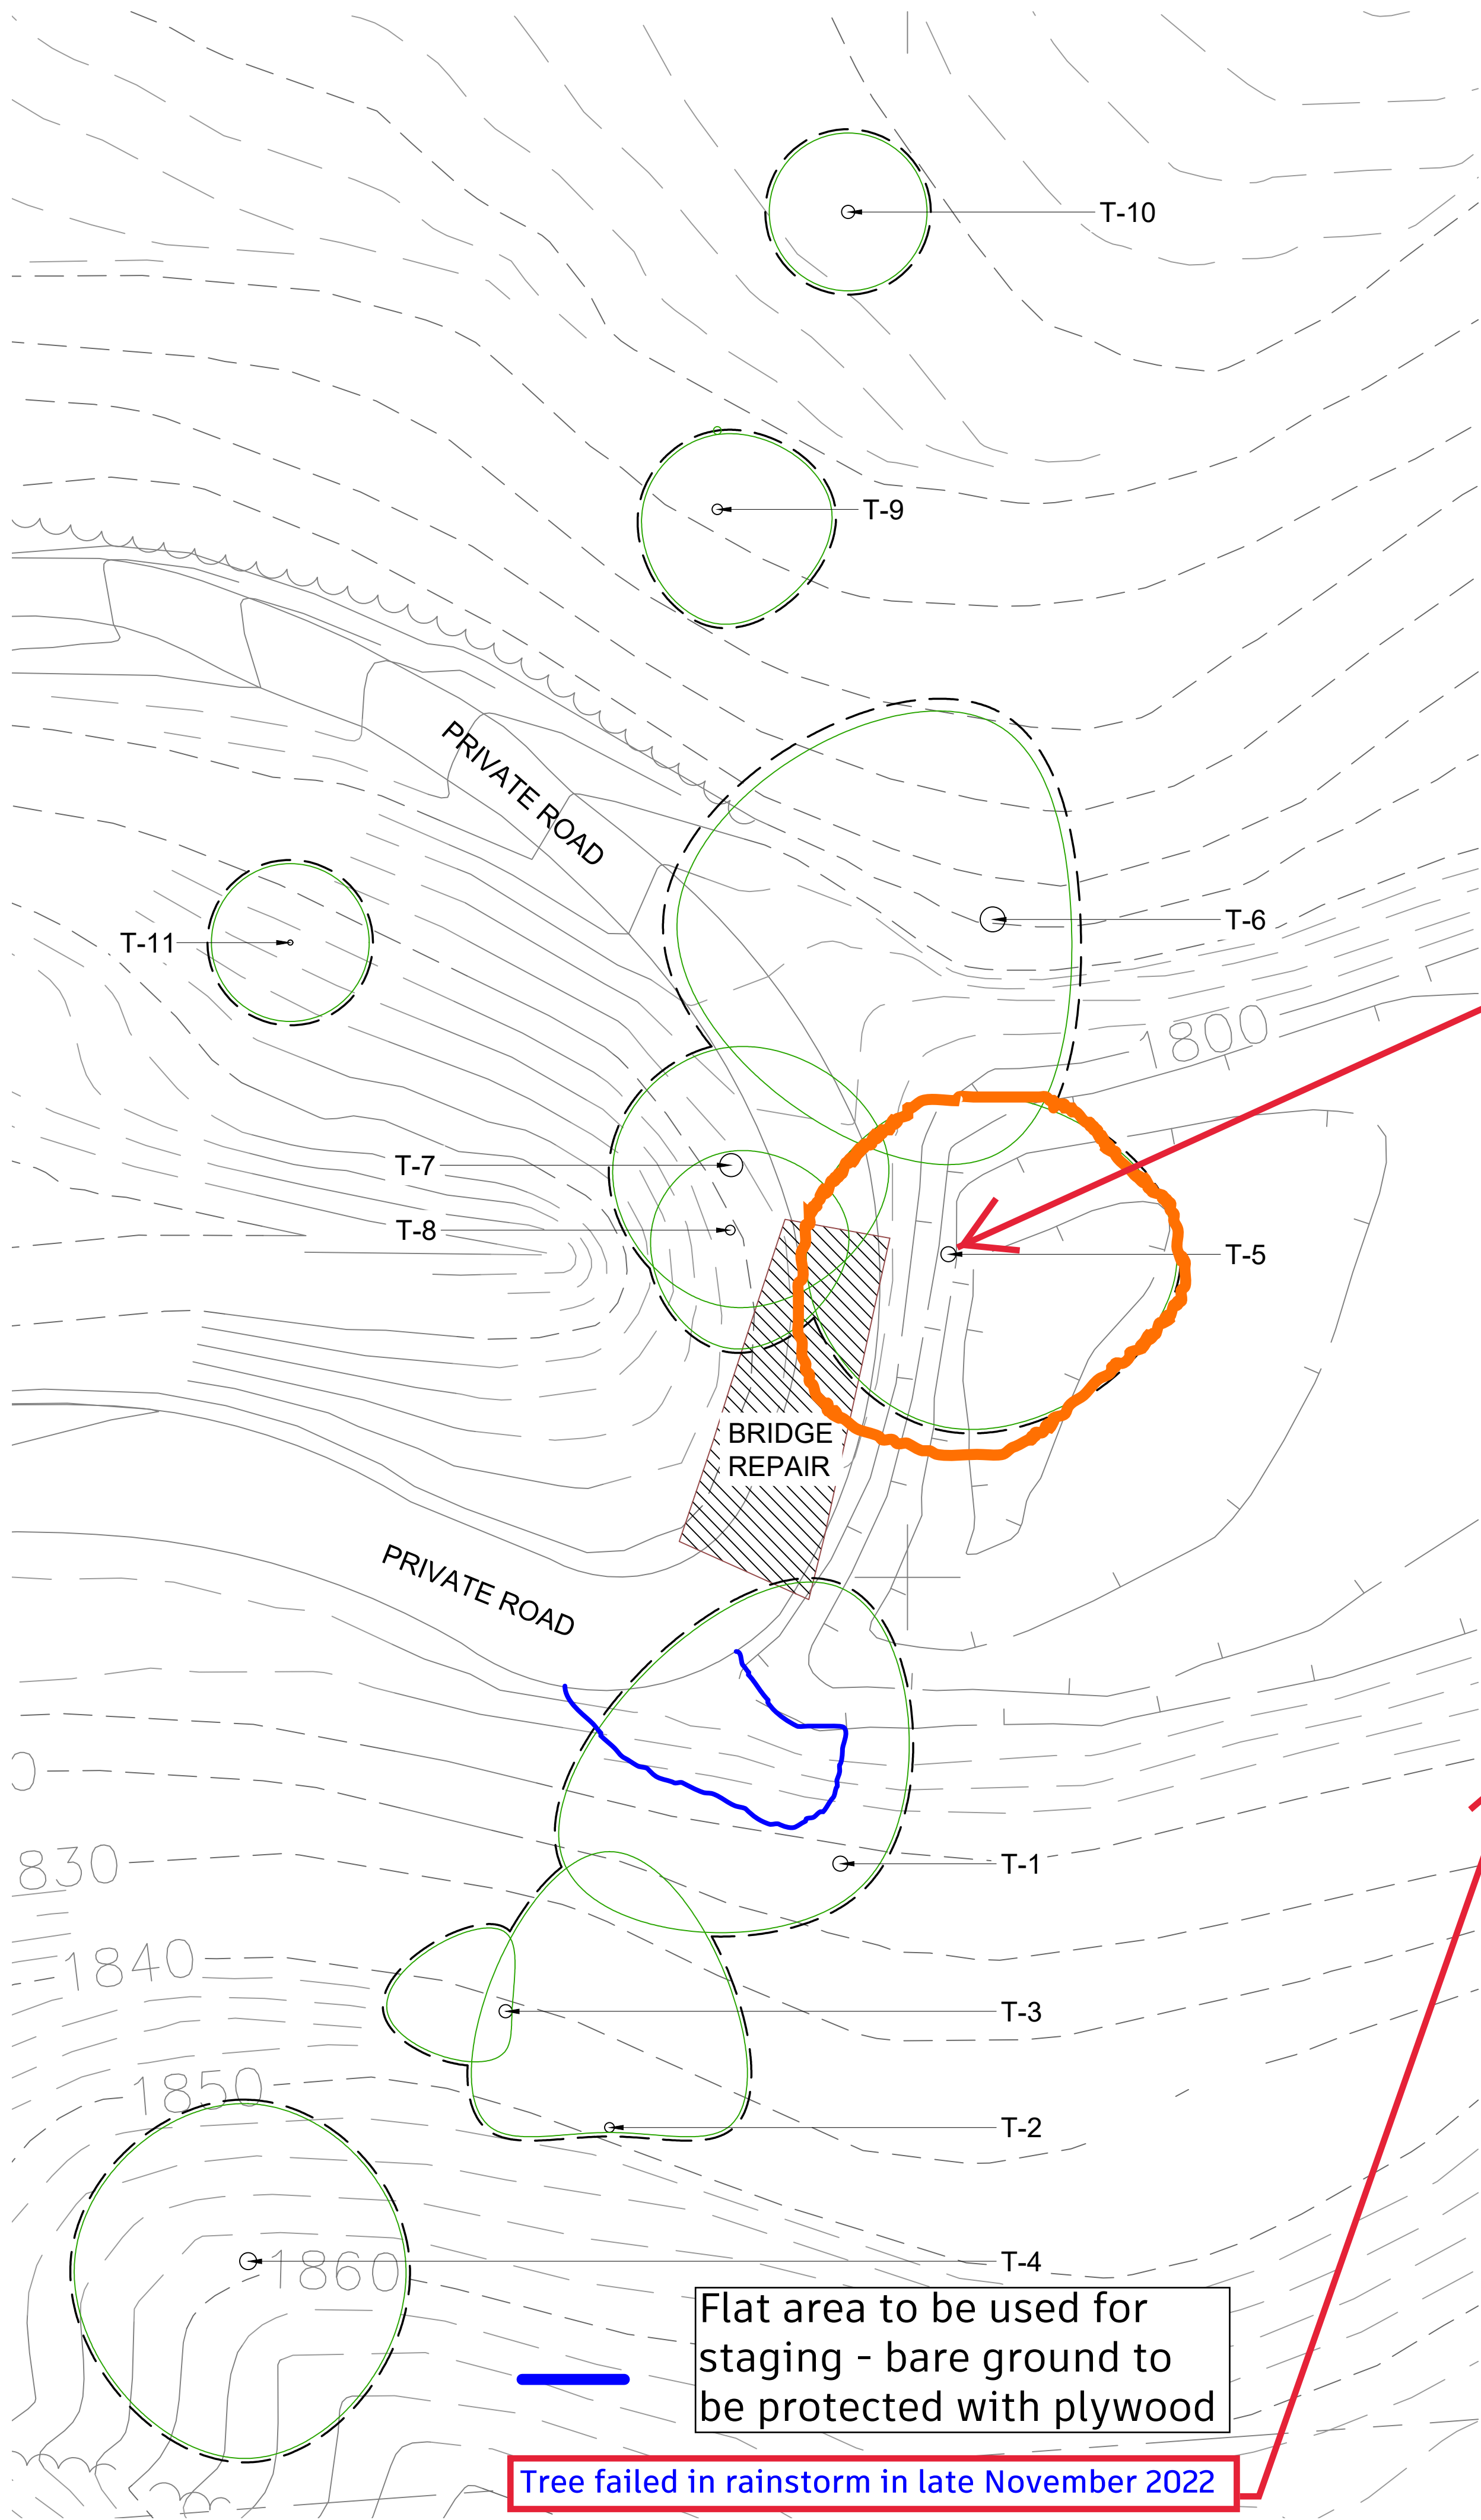 T-10
T-9
PRIVATE ROAD
T-6
T-11
1800
T-7
T-8
T-5
BRIDGE
REPAIR
PRIVATE ROAD
0
T-1
830
1840
T-3
1850
T-2
T-4
1860
Flat area to be used for
staging - bare ground to
be protected with plywood
Tree failed in rainstorm in late November 2022